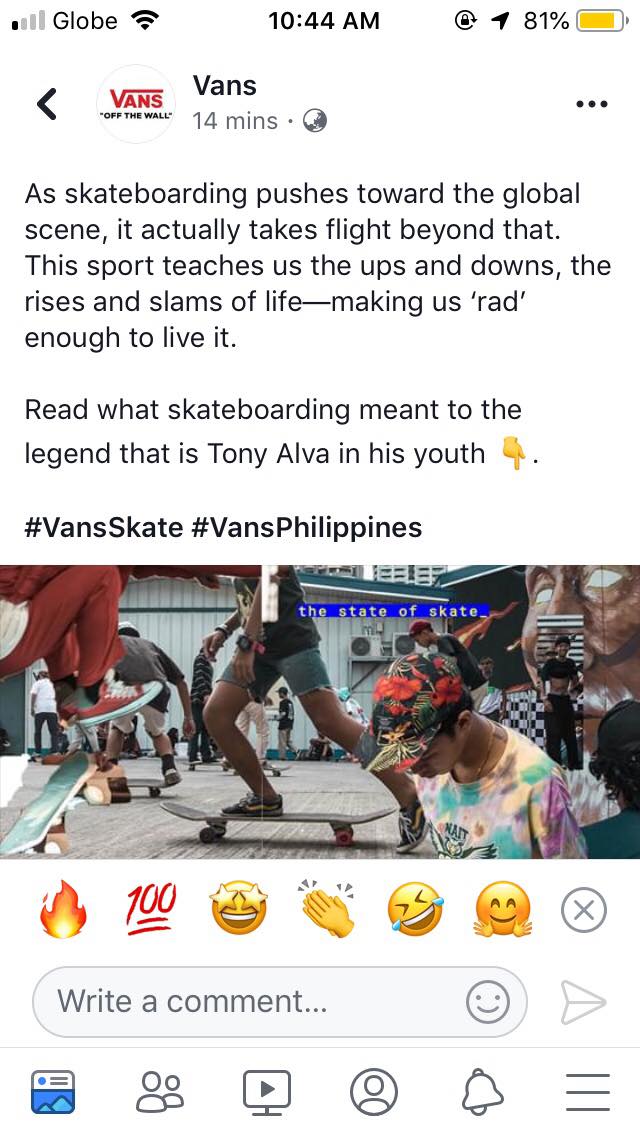 Globe 10:44 AM 81%
Vans
VANS
"OFF THE WALL"
14 mins ·
As skateboarding pushes toward the global
scene, it actually takes flight beyond that.
This sport teaches us the ups and downs, the
rises and slams of life—making us ‘rad’
enough to live it.
Read what skateboarding meant to the
legend that is Tony Alva in his youth 👇.
#VansSkate #VansPhilippines
the state of skate_
WAIT
🔥 💯 🤩 👏 🤣 🤗
Write a comment...